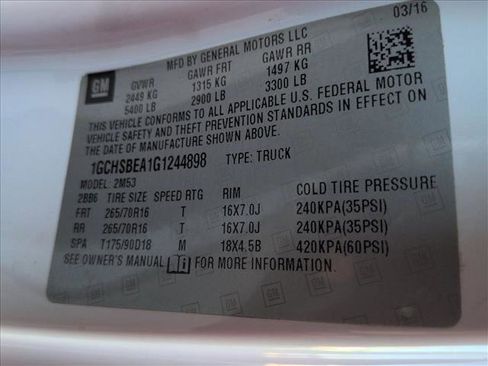 03/16
MFD BY GENERAL MOTORS LLC
GM GVWR GAWR FRT GAWR RR
2449 KG 1315 KG 1497 KG
5400 LB 2900 LB 3300 LB
THIS VEHICLE CONFORMS TO ALL APPLICABLE U.S. FEDERAL MOTOR
VEHICLE SAFETY AND THEFT PREVENTION STANDARDS IN EFFECT ON
THE DATE OF MANUFACTURE SHOWN ABOVE.
1GCHSBEA1G1244898 TYPE: TRUCK
MODEL: 2M53
2BB6 TIRE SIZE SPEED RTG RIM COLD TIRE PRESSURE
FRT 265/70R16 T 16X7.0J 240KPA(35PSI)
RR 265/70R16 T 16X7.0J 240KPA(35PSI)
SPA T175/90D18 M 18X4.5B 420KPA(60PSI)
SEE OWNER'S MANUAL FOR MORE INFORMATION